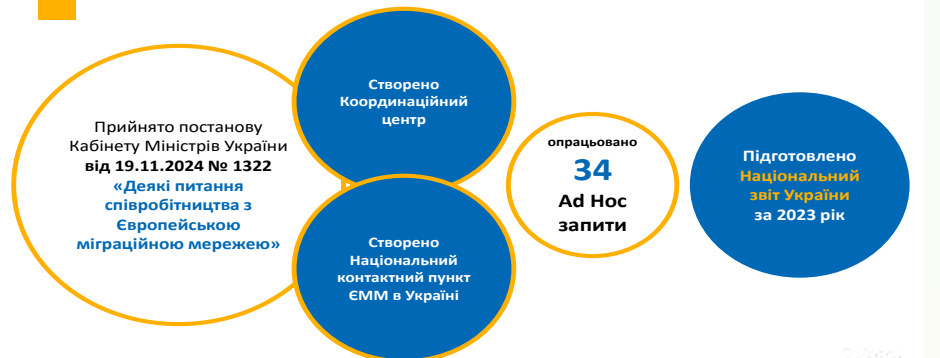 Прийнято постанову
Кабінету Міністрів України
від 19.11.2024 № 1322
«Деякі питання
співробітництва з
Європейською
міграційною мережею»
Створено
Координаційний
центр
Створено
Національний
контактний пункт
ЄММ в Україні
опрацьовано
34
Ad Hoc
запити
Підготовлено
Національний
звіт України
за 2023 рік